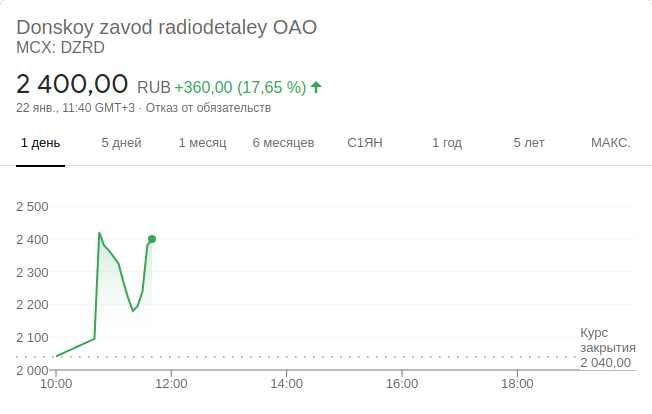 Donskoy zavod radiodetaley OAO
MCX: DZRD
2 400,00 RUB +360,00 (17,65 %)
22 янв., 11:40 GMT+3 · Отказ от обязательств
1 день 5 дней 1 месяц 6 месяцев С1ЯН 1 год 5 лет МАКС.
2 500
2 400
2 300
2 200
2 100
2 000
Курс
закрытия
2 040,00
10:00 12:00 14:00 16:00 18:00